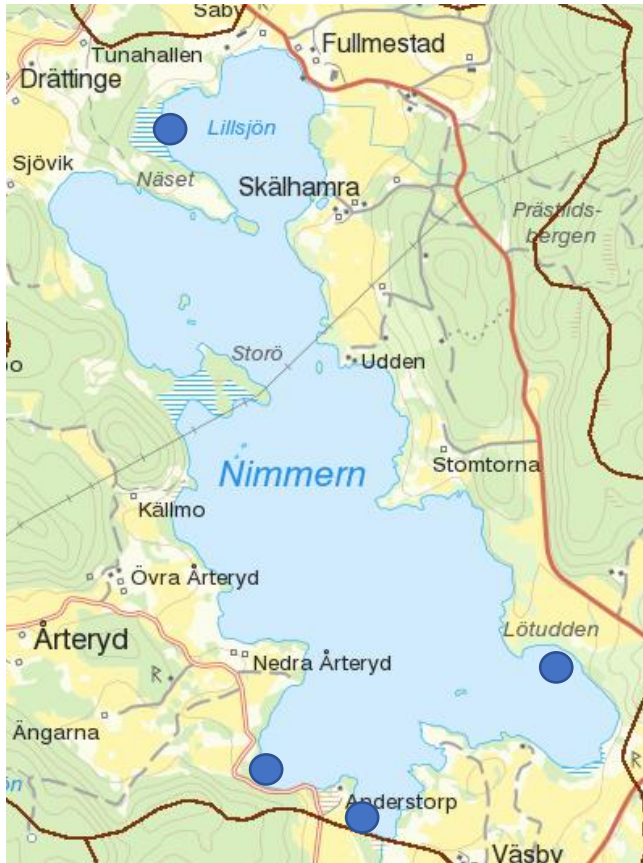 Säby
Fullmestad
Tunahallen
Drättinge
Lillsjön
Sjövik
Näset
Skälhamra
Prästlids-
bergen
Storö
Udden
Nimmern
Stomtorna
Källmo
Övra Årteryd
Lötudden
Årteryd
Nedra Årteryd
R
Ängarna
R
Anderstorp
Väsby